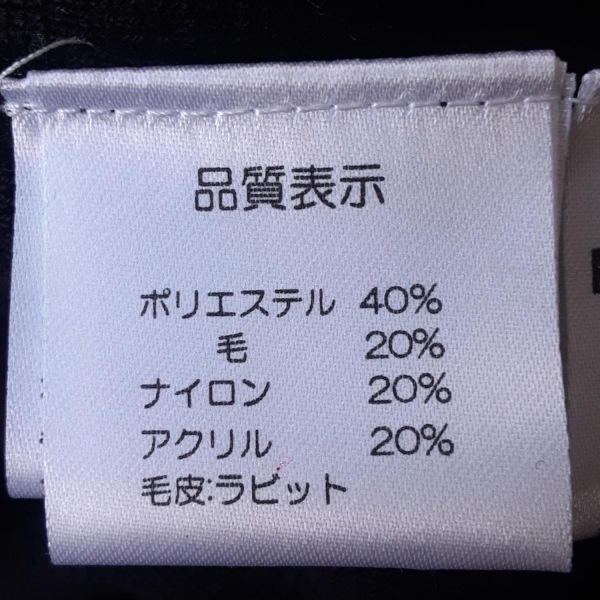 品質表示
ポリエステル 40%
毛 20%
ナイロン 20%
アクリル 20%
毛皮:ラビット